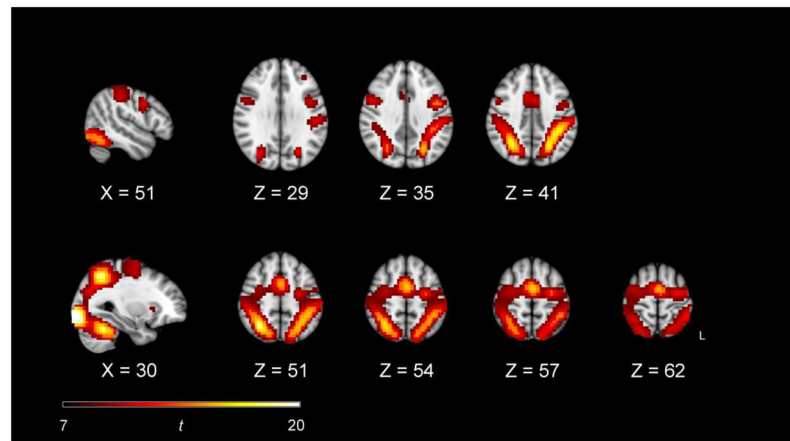 X = 51
Z = 29
Z = 35
Z = 41
X = 30
Z = 51
Z = 54
Z = 57
Z = 62
L
7
t
20